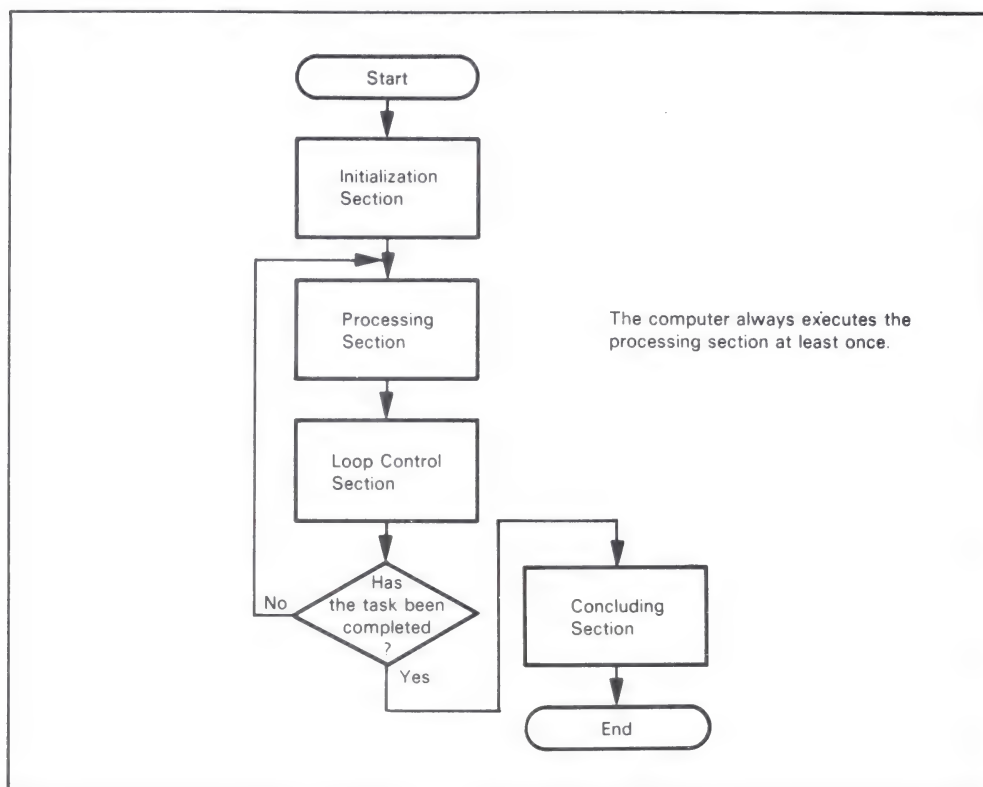 Start
Initialization
Section
Processing
Section
The computer always executes the
processing section at least once.
Loop Control
Section
Has
the task been
completed
?
No
Yes
Concluding
Section
End